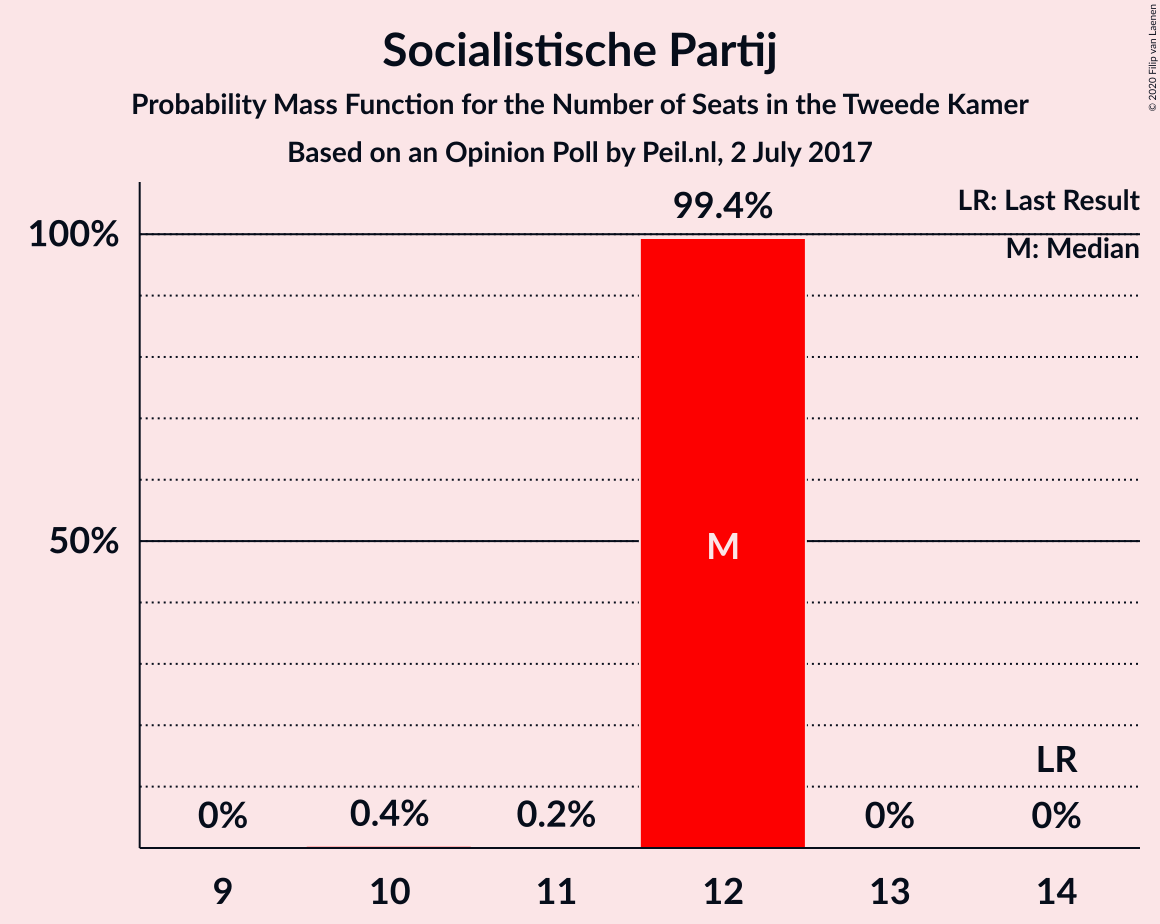 Socialistische Partij
Probability Mass Function for the Number of Seats in the Tweede Kamer
Based on an Opinion Poll by Peil.nl, 2 July 2017
© 2020 Filip van Laenen
LR: Last Result
M: Median
100%
50%
0%
0.4%
0.2%
99.4%
M
0%
LR
0%
9
10
11
12
13
14